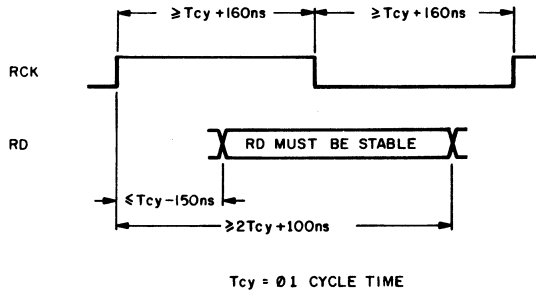 ≥Tcy+160ns ≥Tcy+160ns
RCK
RD RD MUST BE STABLE
≤Tcy-150ns
≥2Tcy+100ns
Tcy = Ø1 CYCLE TIME